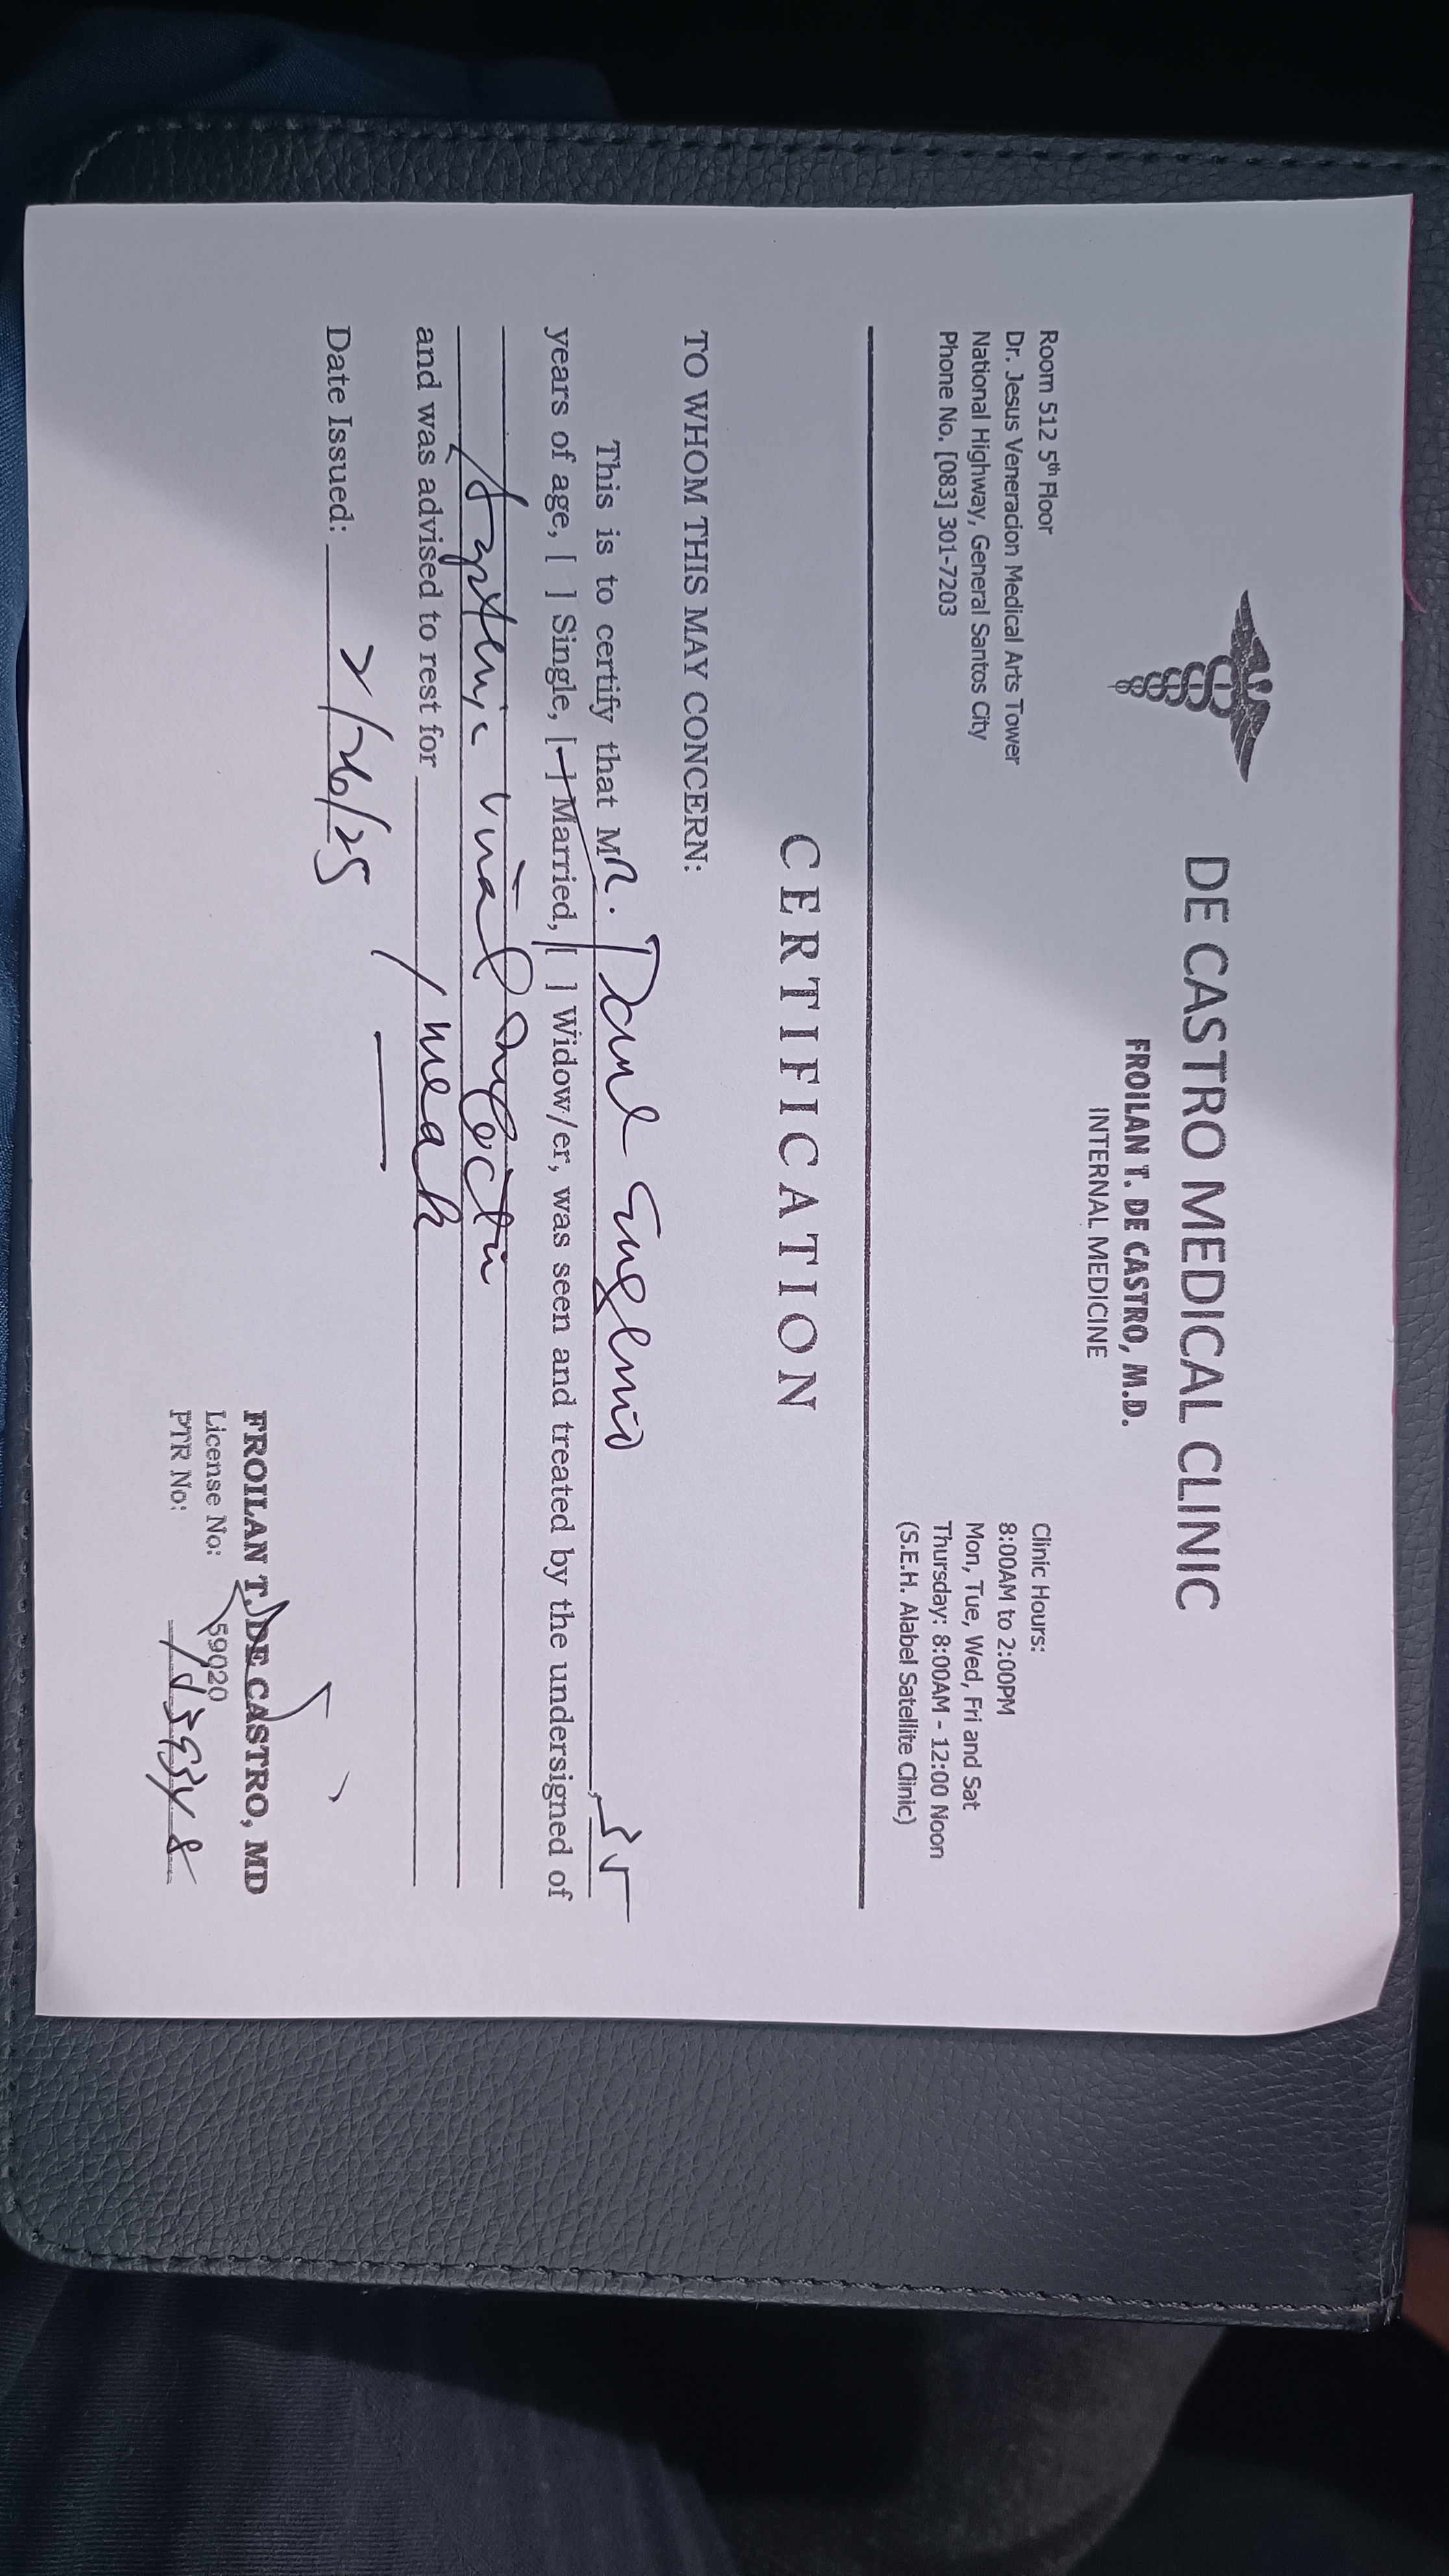 DE CASTRO MEDICAL CLINIC
FROILAN T. DE CASTRO, M.D.
INTERNAL MEDICINE
Room 512 5th Floor
Dr. Jesus Veneracion Medical Arts Tower
National Highway, General Santos City
Phone No. [083] 301-7203
Clinic Hours:
8:00AM to 2:00PM
Mon, Tue, Wed, Fri and Sat
Thursday: 8:00AM - 12:00 Noon
(S.E.H. Alabel Satellite Clinic)
CERTIFICATION
TO WHOM THIS MAY CONCERN:
This is to certify that MR. Eugenio, 35
years of age, [ ] Single, [-] Married, [ ] Widow/er, was seen and treated by the undersigned of
Systemic viral infection
and was advised to rest for 1 week
Date Issued: 2/26/25
FROILAN T. DE CASTRO, MD
License No: 59020
PTR No: